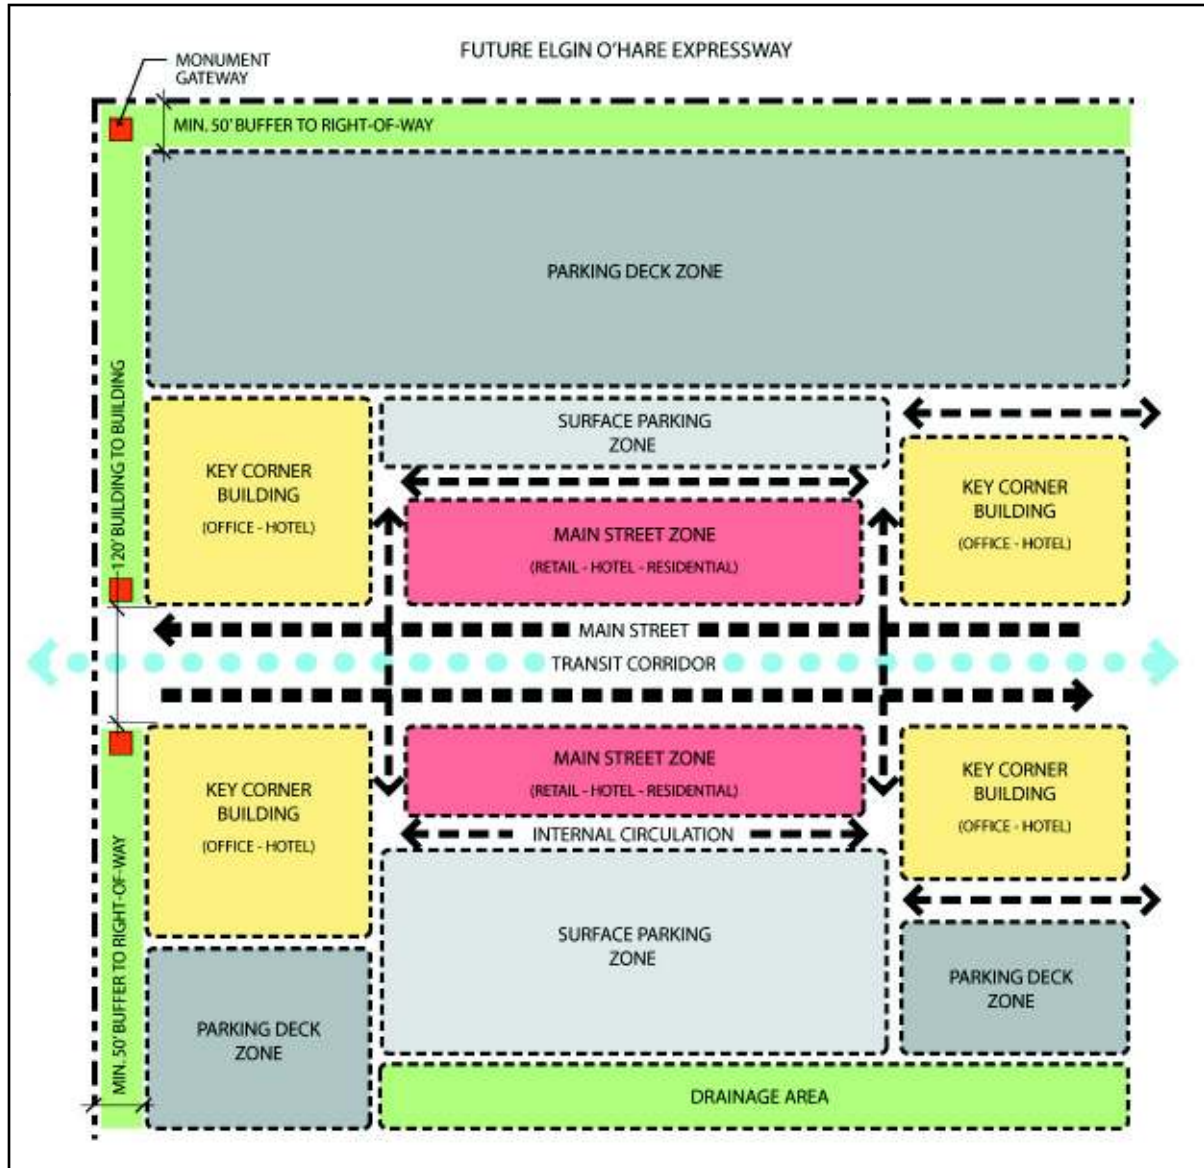 FUTURE ELGIN O'HARE EXPRESSWAY
MONUMENT
GATEWAY
MIN. 50' BUFFER TO RIGHT-OF-WAY
PARKING DECK ZONE
120' BUILDING TO BUILDING
SURFACE PARKING
ZONE
KEY CORNER
BUILDING
(OFFICE - HOTEL)
MAIN STREET ZONE
(RETAIL - HOTEL - RESIDENTIAL)
KEY CORNER
BUILDING
(OFFICE - HOTEL)
MAIN STREET
TRANSIT CORRIDOR
KEY CORNER
BUILDING
(OFFICE - HOTEL)
MAIN STREET ZONE
(RETAIL - HOTEL - RESIDENTIAL)
KEY CORNER
BUILDING
(OFFICE - HOTEL)
INTERNAL CIRCULATION
MIN. 50' BUFFER TO RIGHT-OF-WAY
SURFACE PARKING
ZONE
PARKING DECK
ZONE
PARKING DECK
ZONE
DRAINAGE AREA